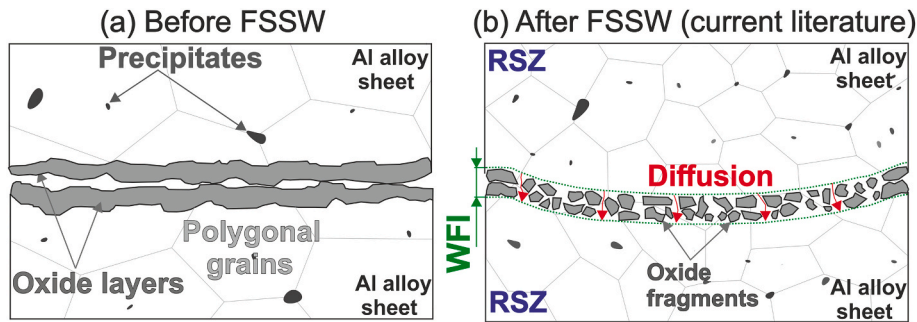 (a) Before FSSW
Precipitates
Al alloy
sheet
Polygonal
grains
Oxide layers
Al alloy
sheet
(b) After FSSW (current literature)
RSZ
Al alloy
sheet
Diffusion
WFI
Oxide
fragments
RSZ
Al alloy
sheet